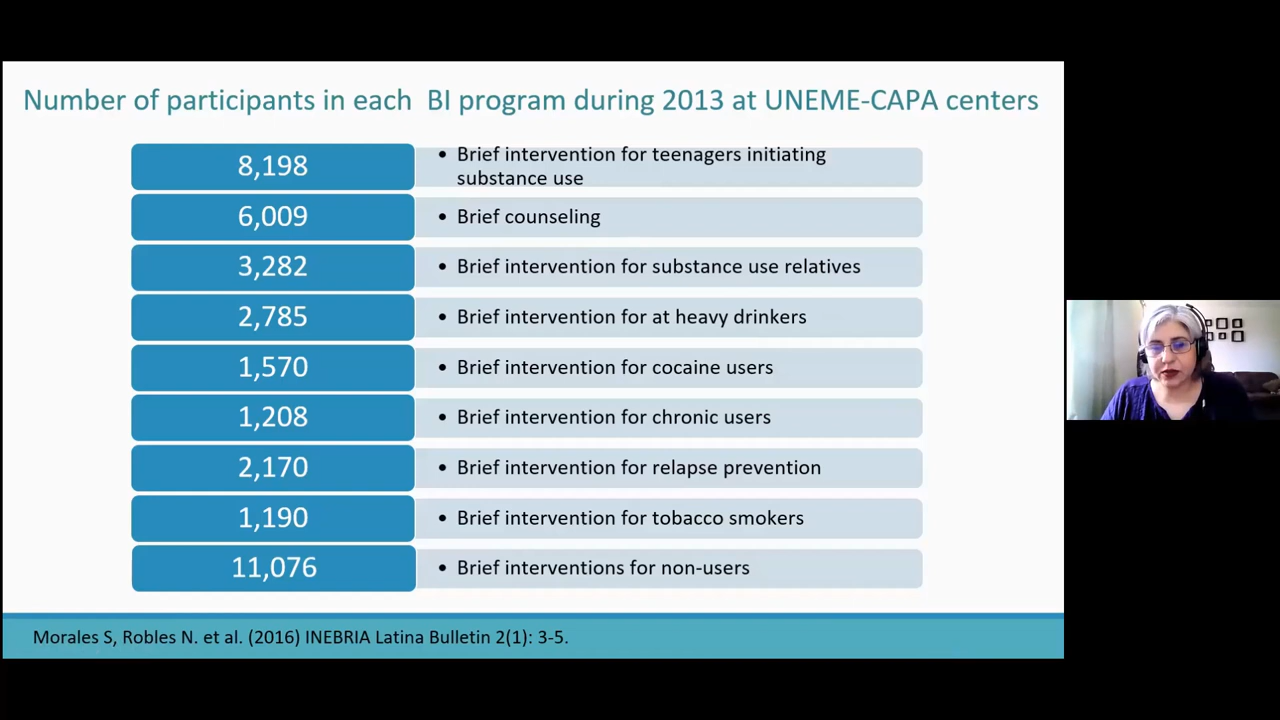 Number of participants in each BI program during 2013 at UNEME-CAPA centers
8,198
• Brief intervention for teenagers initiating
substance use
6,009
• Brief counseling
3,282
• Brief intervention for substance use relatives
2,785
• Brief intervention for at heavy drinkers
1,570
• Brief intervention for cocaine users
1,208
• Brief intervention for chronic users
2,170
• Brief intervention for relapse prevention
1,190
• Brief intervention for tobacco smokers
11,076
• Brief interventions for non-users
Morales S, Robles N. et al. (2016) INEBRIA Latina Bulletin 2(1): 3-5.